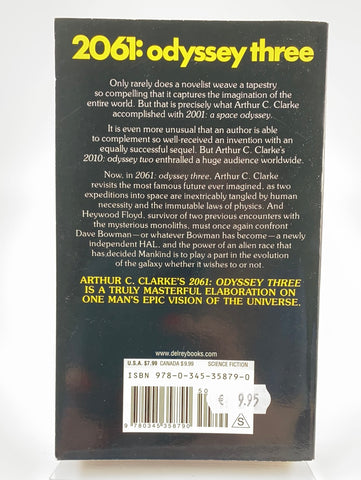 2061: odyssey three
Only rarely does a novelist weave a tapestry
so compelling that it captures the imagination of the
entire world. But that is precisely what Arthur C. Clarke
accomplished with 2001: a space odyssey.
It is even more unusual that an author is able
to complement so well-received an invention with an
equally successful sequel. But Arthur C. Clarke's
2010: odyssey two enthralled a huge audience worldwide.
Now, in 2061: odyssey three, Arthur C. Clarke
revisits the most famous future ever imagined, as two
expeditions into space are inextricably tangled by human
necessity and the immutable laws of physics. And
Heywood Floyd, survivor of two previous encounters with
the mysterious monoliths, must once again confront
Dave Bowman—or whatever Bowman has become—a newly
independent HAL, and the power of an alien race that
has decided Mankind is to play a part in the evolution
of the galaxy whether it wishes to or not.
ARTHUR C. CLARKE'S 2061: ODYSSEY THREE
IS A TRULY MASTERFUL ELABORATION ON
ONE MAN'S EPIC VISION OF THE UNIVERSE.
www.delreybooks.com
U.S.A. $7.99 CANADA $9.99 SCIENCE FICTION
ISBN 978-0-345-35879-0
50
€ 9.95
S
9 780345 358790